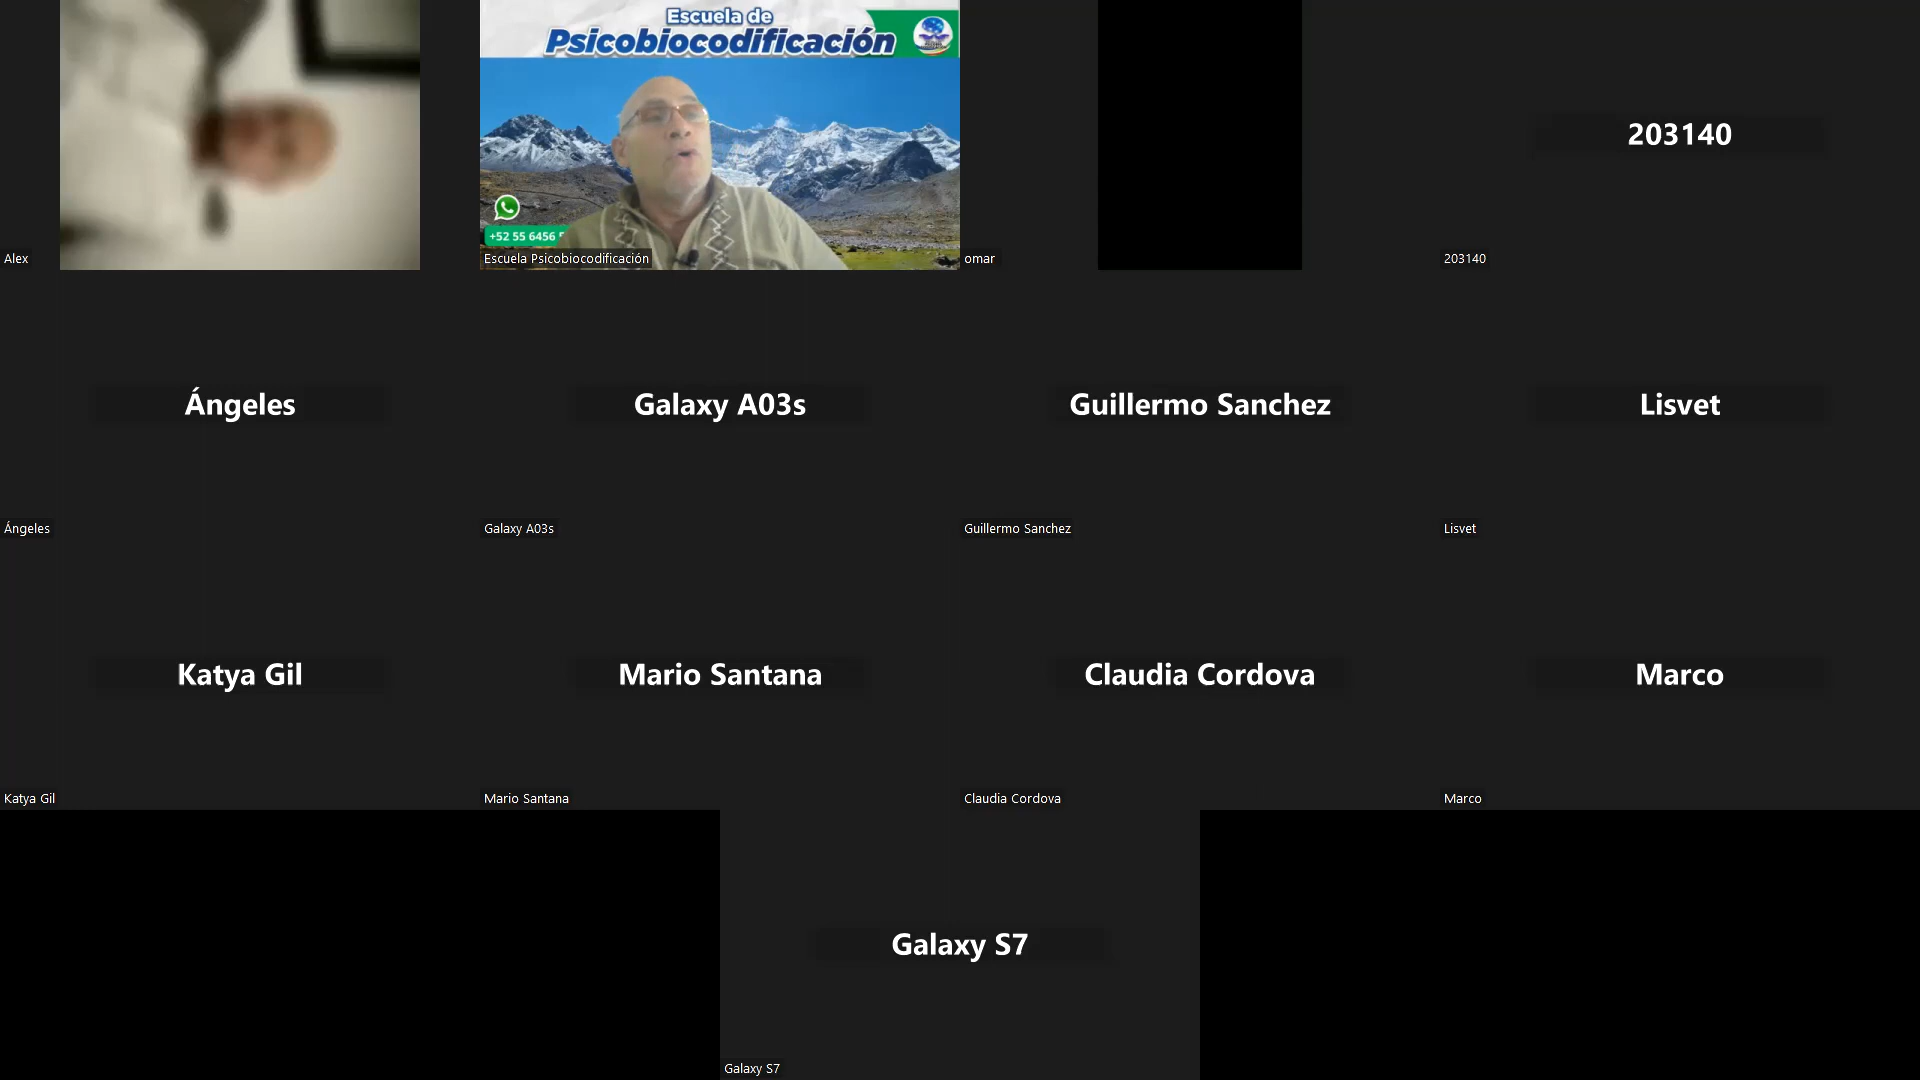 Escuela de
Psicobiocodificación
+52 55 6456
Alex
Escuela Psicobiocodificación
omar
203140
203140
Ángeles
Galaxy A03s
Guillermo Sanchez
Lisvet
Ángeles
Galaxy A03s
Guillermo Sanchez
Lisvet
Katya Gil
Mario Santana
Claudia Cordova
Marco
Katya Gil
Mario Santana
Claudia Cordova
Marco
Galaxy S7
Galaxy S7